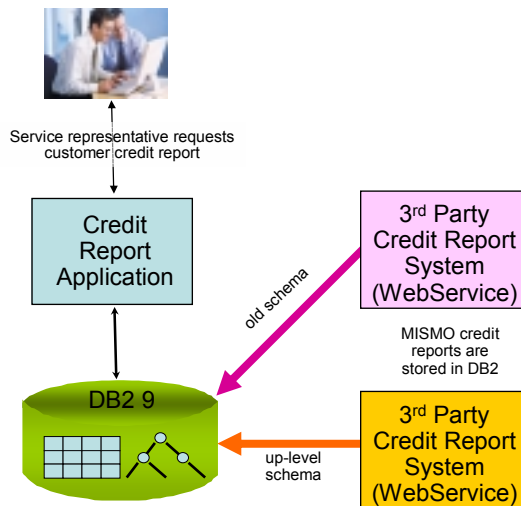 Service representative requests
customer credit report
Credit
Report
Application
3rd Party
Credit Report
System
(WebService)
old schema
MISMO credit
reports are
stored in DB2
DB2 9
up-level
schema
3rd Party
Credit Report
System
(WebService)